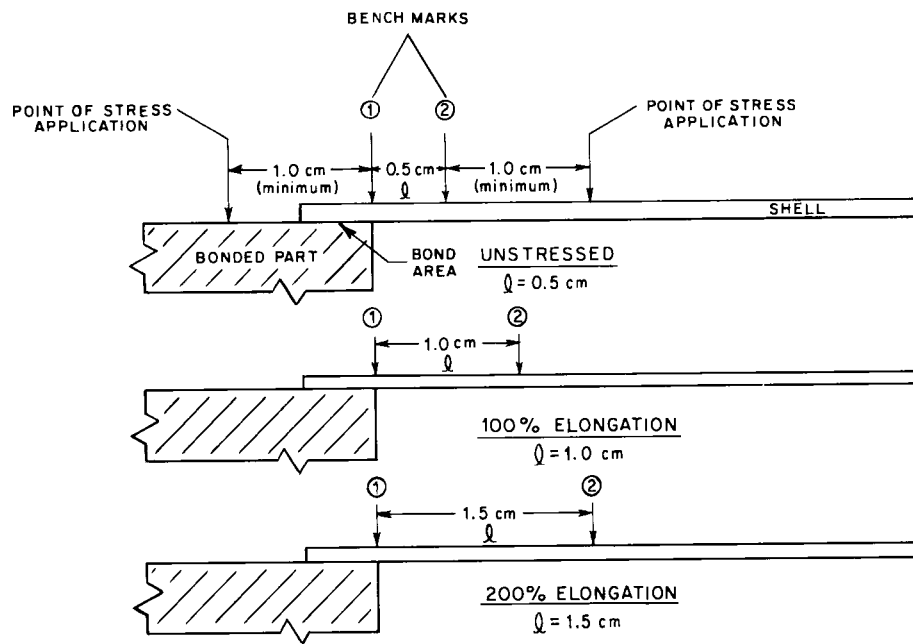 BENCH MARKS
① ②
POINT OF STRESS
APPLICATION
POINT OF STRESS
APPLICATION
1.0 cm
(minimum)
0.5 cm
ℓ
1.0 cm
(minimum)
SHELL
BONDED PART
BOND
AREA
UNSTRESSED
ℓ = 0.5 cm
① ②
1.0 cm
ℓ
100% ELONGATION
ℓ = 1.0 cm
① ②
1.5 cm
ℓ
200% ELONGATION
ℓ = 1.5 cm